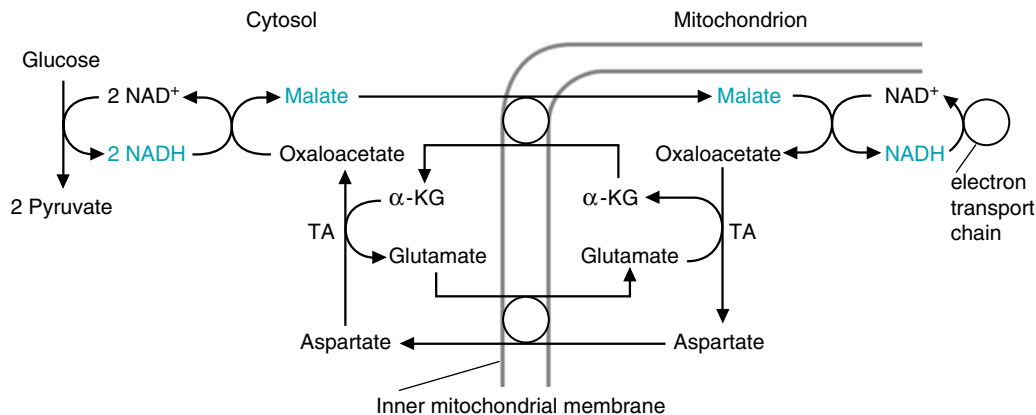 Cytosol
Mitochondrion
Glucose
2 NAD+
Malate
Malate
NAD+
2 NADH
Oxaloacetate
Oxaloacetate
NADH
2 Pyruvate
α-KG
α-KG
electron
transport
chain
TA
TA
Glutamate
Glutamate
Aspartate
Aspartate
Inner mitochondrial membrane